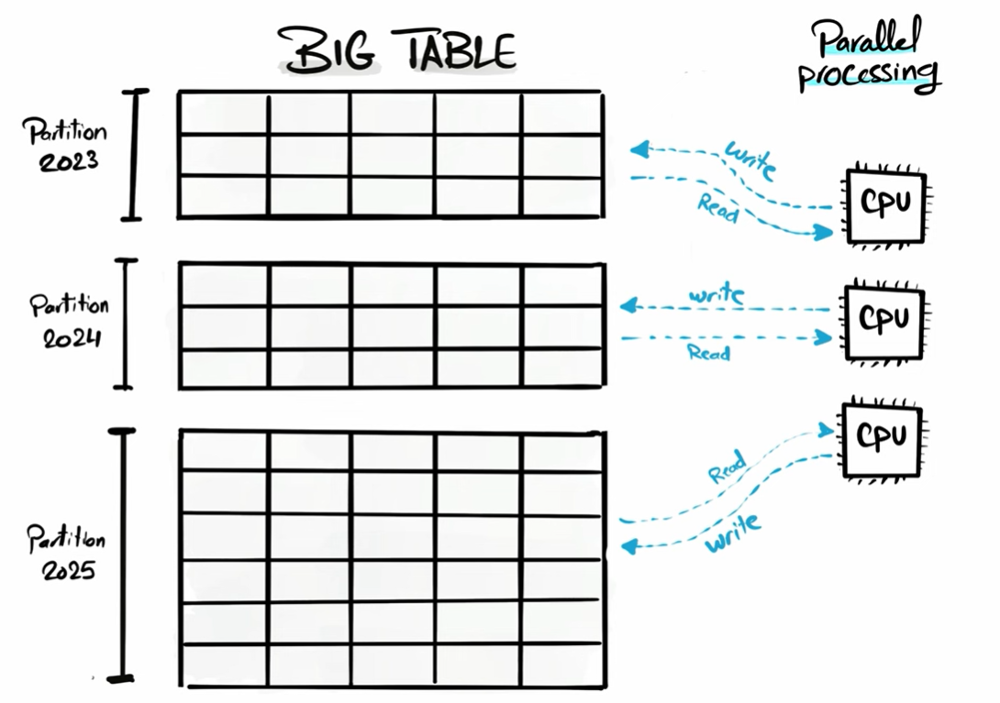 BIG TABLE
Parallel
processing
Partition
2023
Write
Read
CPU
Partition
2024
write
Read
CPU
Partition
2025
Read
Write
CPU